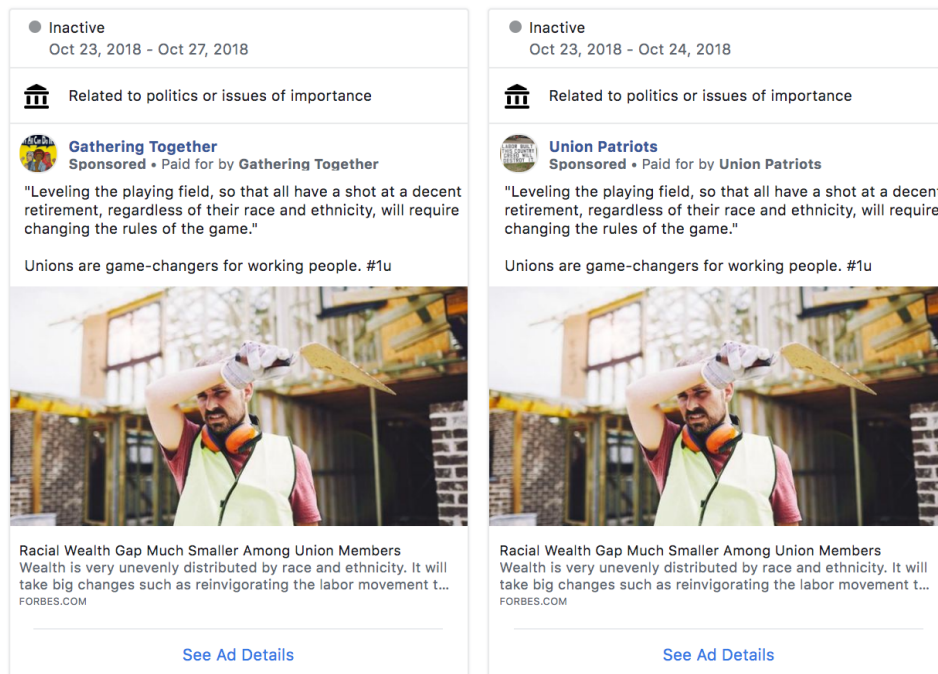 Inactive
Oct 23, 2018 - Oct 27, 2018
Related to politics or issues of importance
Gathering Together
Sponsored • Paid for by Gathering Together
"Leveling the playing field, so that all have a shot at a decent
retirement, regardless of their race and ethnicity, will require
changing the rules of the game."
Unions are game-changers for working people. #1u
Racial Wealth Gap Much Smaller Among Union Members
Wealth is very unevenly distributed by race and ethnicity. It will
take big changes such as reinvigorating the labor movement t...
FORBES.COM
See Ad Details
Inactive
Oct 23, 2018 - Oct 24, 2018
Related to politics or issues of importance
Union Patriots
Sponsored • Paid for by Union Patriots
"Leveling the playing field, so that all have a shot at a decen
retirement, regardless of their race and ethnicity, will require
changing the rules of the game."
Unions are game-changers for working people. #1u
Racial Wealth Gap Much Smaller Among Union Members
Wealth is very unevenly distributed by race and ethnicity. It will
take big changes such as reinvigorating the labor movement t...
FORBES.COM
See Ad Details